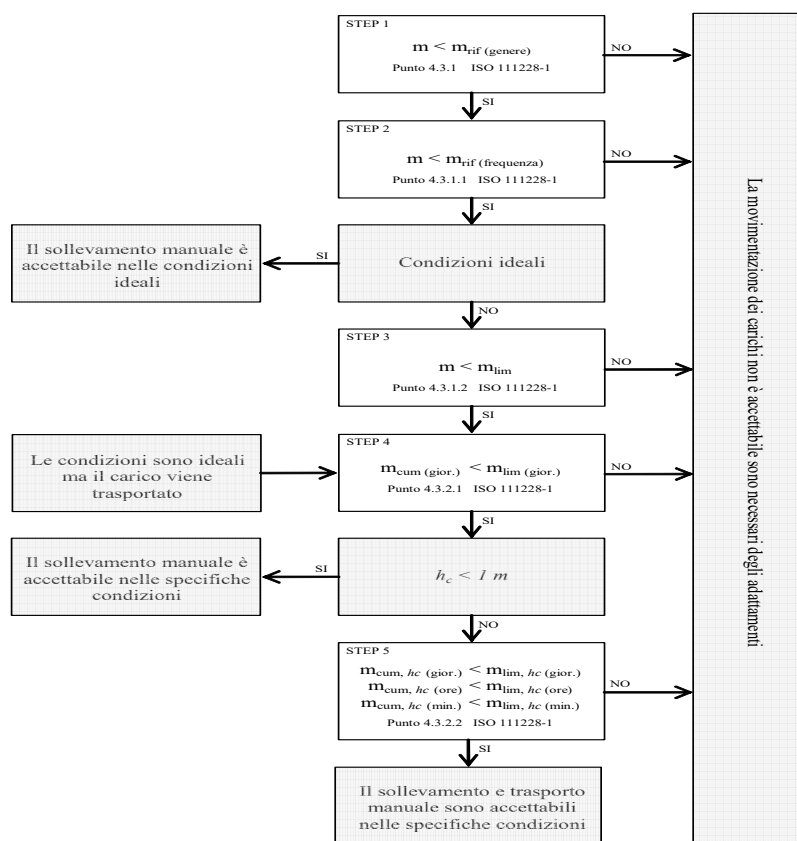 STEP 1
m < mrif (genere)
Punto 4.3.1 ISO 111228-1
NO
SI
STEP 2
m < mrif (frequenza)
Punto 4.3.1.1 ISO 111228-1
NO
SI
Il sollevamento manuale è
accettabile nelle condizioni
ideali
SI
Condizioni ideali
NO
STEP 3
m < mlim
Punto 4.3.1.2 ISO 111228-1
NO
SI
Le condizioni sono ideali
ma il carico viene
trasportato
STEP 4
mcum (gior.) < mlim (gior.)
Punto 4.3.2.1 ISO 111228-1
NO
SI
Il sollevamento manuale è
accettabile nelle specifiche
condizioni
SI
hc < 1 m
NO
STEP 5
mcum, hc (gior.) < mlim, hc (gior.)
mcum, hc (ore) < mlim, hc (ore)
mcum, hc (min.) < mlim, hc (min.)
Punto 4.3.2.2 ISO 111228-1
NO
SI
Il sollevamento e trasporto
manuale sono accettabili
nelle specifiche condizioni
La movimentazione dei carichi non è accettabile sono necessari degli adattamenti